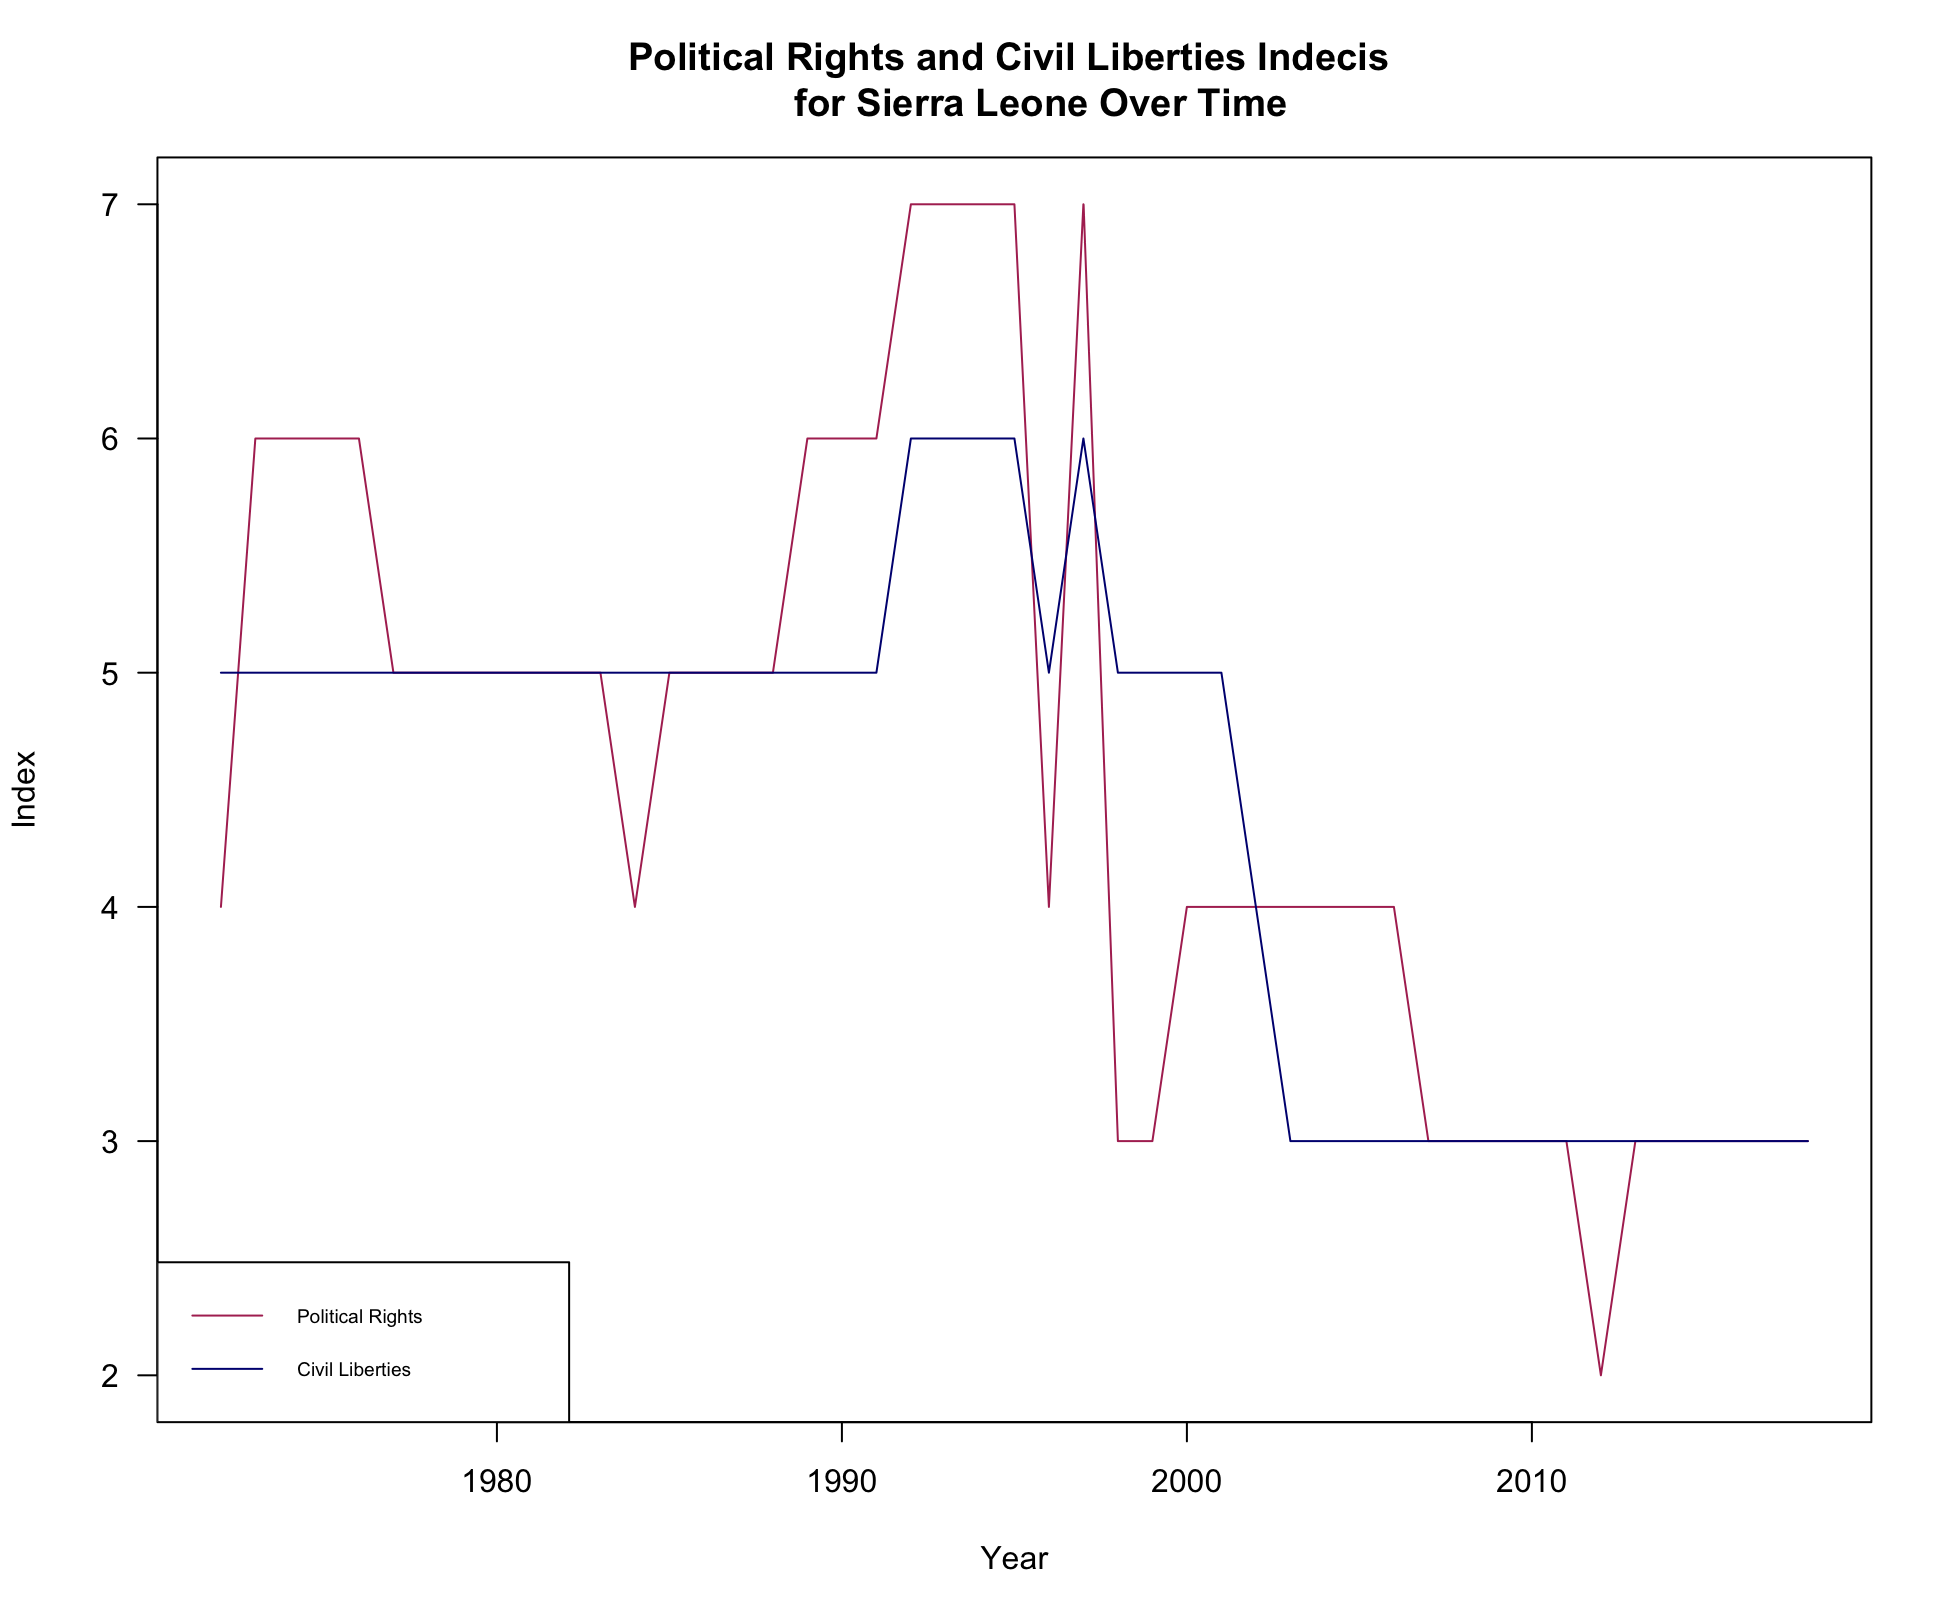 Political Rights and Civil Liberties Indecis
for Sierra Leone Over Time
7
6
5
4
3
2
Index
Political Rights
Civil Liberties
1980
1990
2000
2010
Year